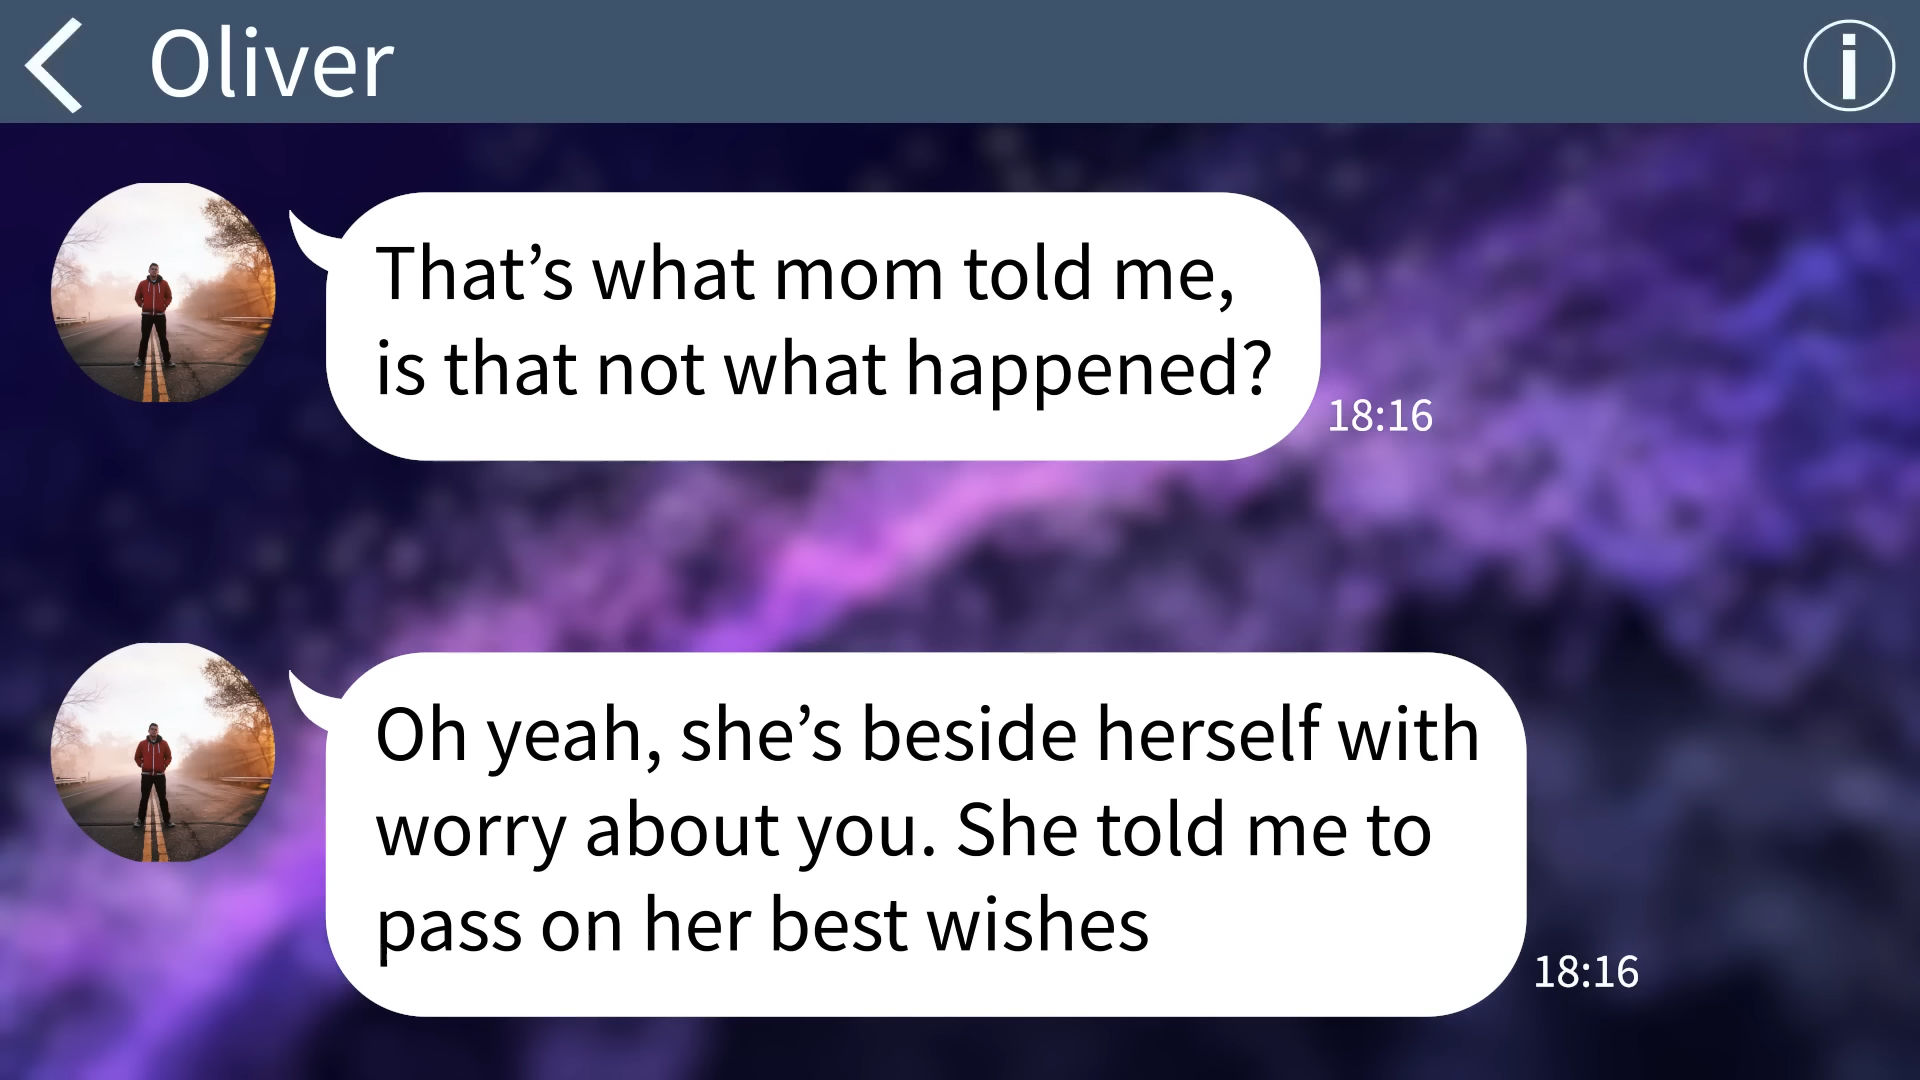 Oliver
That’s what mom told me,
is that not what happened?
18:16
Oh yeah, she’s beside herself with
worry about you. She told me to
pass on her best wishes
18:16